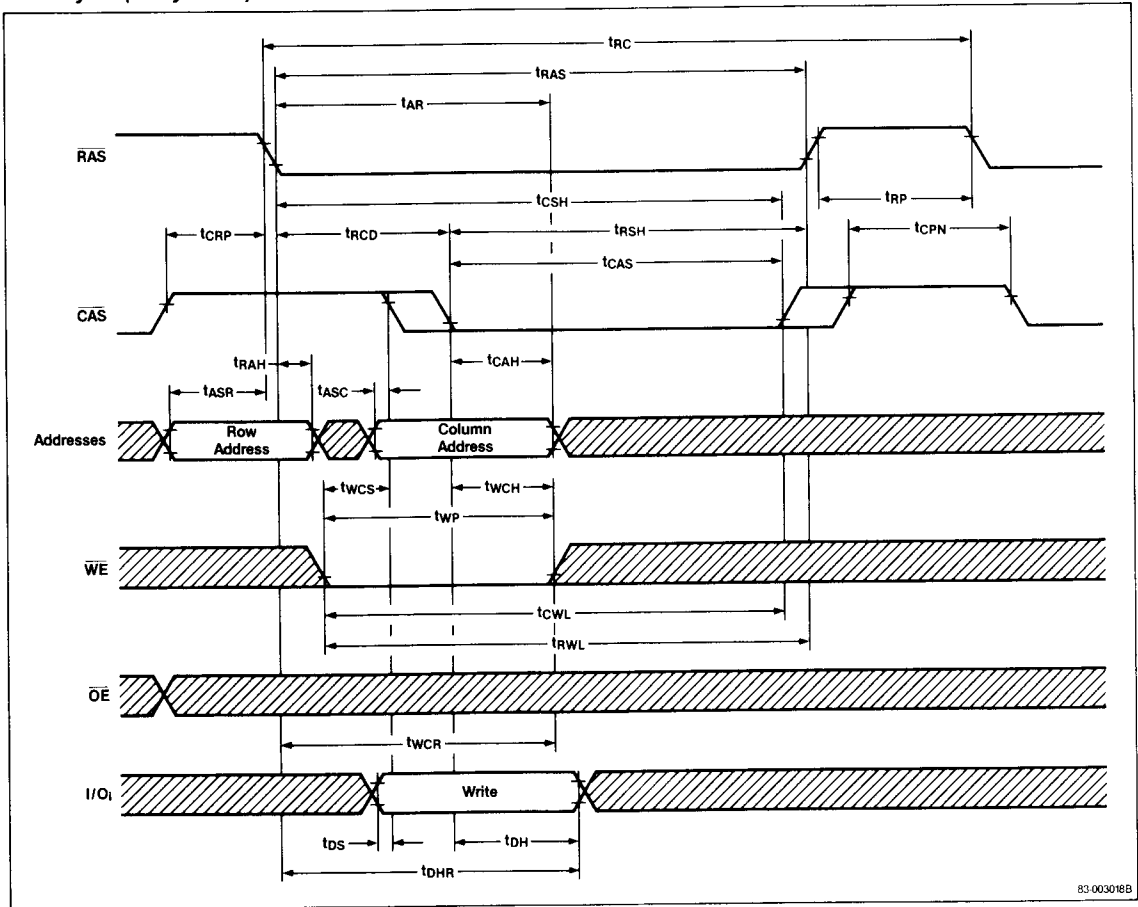 tRC
tRAS
tAR
RAS
tCSH
tRP
tCRP
tRCD
tRSH
tCPN
tCAS
CAS
tRAH
tCAH
tASR
tASC
Addresses
Row
Address
Column
Address
tWCS
tWCH
tWP
WE
tCWL
tRWL
OE
tWCR
I/Oi
Write
tDS
tDH
tDHR
83-003018B